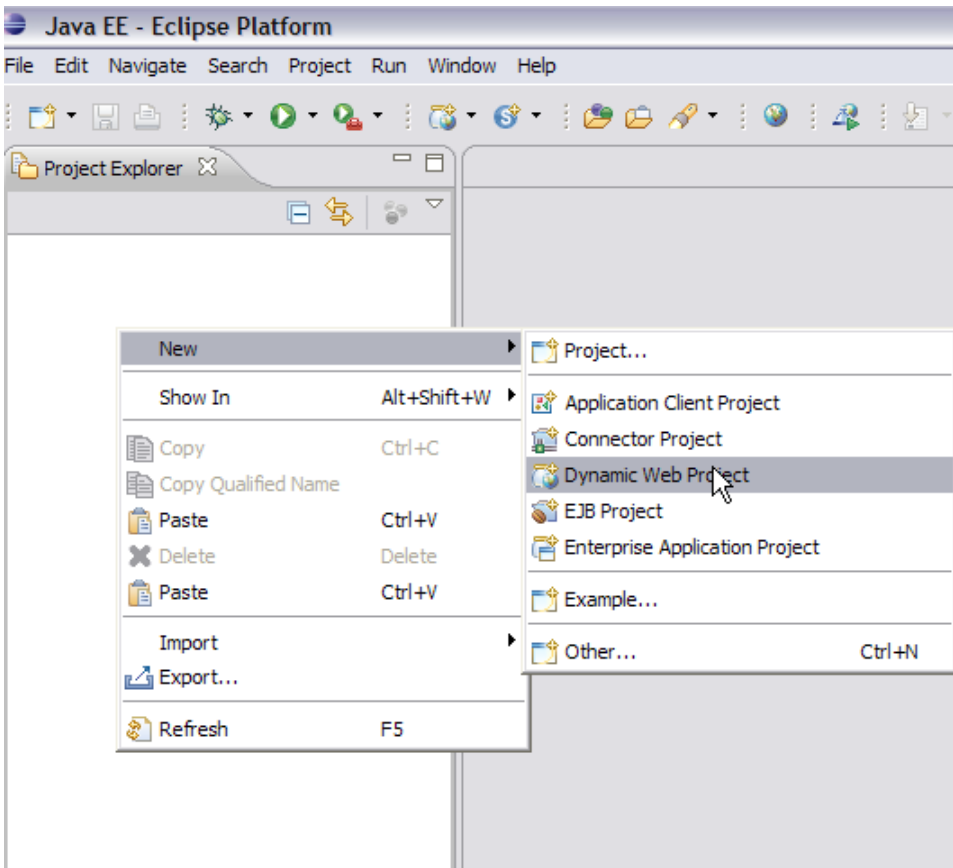 Java EE - Eclipse Platform
File Edit Navigate Search Project Run Window Help
Project Explorer
New
Show In Alt+Shift+W
Copy Ctrl+C
Copy Qualified Name
Paste Ctrl+V
Delete Delete
Paste Ctrl+V
Import
Export...
Refresh F5
Project...
Application Client Project
Connector Project
Dynamic Web Project
EJB Project
Enterprise Application Project
Example...
Other... Ctrl+N